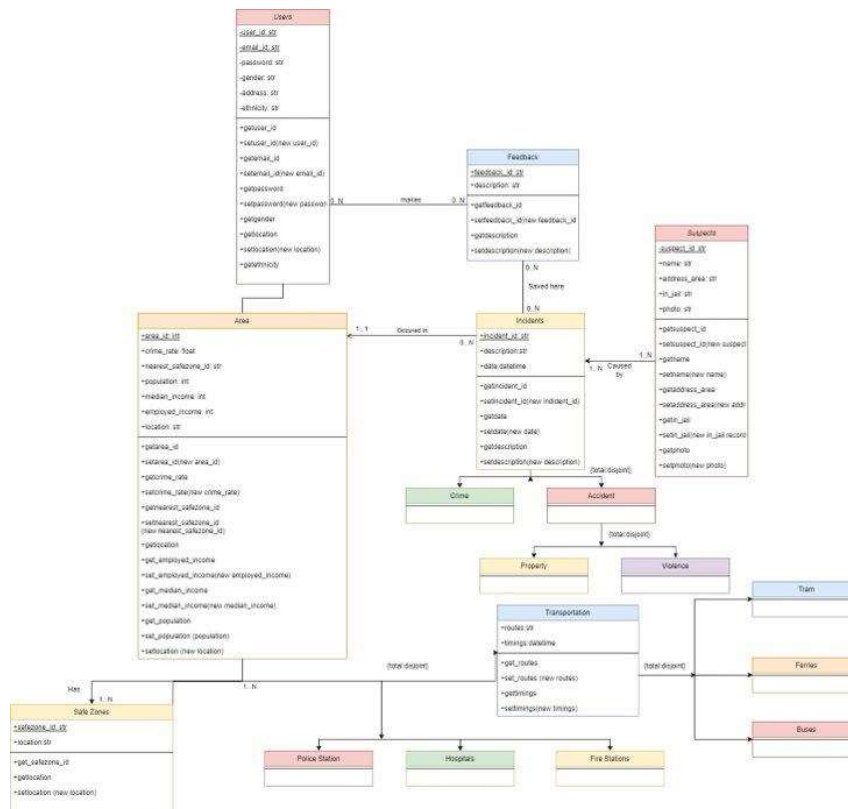 Users
-user_id: str
-email_id: str
-password: str
-gender: str
-address: str
-ethnicity: str
+getuser_id
+setuser_id(new user_id)
+getemail_id
+setemail_id(new email_id)
+getpassword
+setpassword(new passwor
+getgender
+getlocation
+setlocation(new location)
+getethnicity
0..N
makes
0..N
Feedback
+feedback_id: str
+description: str
+getfeedback_id
+setfeedback_id(new feedback_id
+getdescription
+setdescription(new description)
0..N
Saved here
0..N
Suspects
-suspect_id: str
+name: str
+address_area: str
+in_jail: str
+photo: str
+getsuspect_id
+setsuspect_id(new suspect
+getname
+setname(new name)
+getaddress_area
+setaddress_area(new addr
+getin_jail
+setin_jail(new in_jail record
+getphoto
+setphoto(new photo)
1..N
Caused
by
1..N
Incidents
+incident_id: str
+description:str
+date:datetime
+getincident_id
+setincident_id(new indident_id)
+getdate
+setdate(new date)
+getdescription
+setdescription(new description)
1..1
Occured in
0..N
Area
+area_id: int
+crime_rate: float
+nearest_safezone_id: str
+population: int
+median_income: int
+employed_income: int
+location: str
+getarea_id
+setarea_id(new area_id)
+getcrime_rate
+setcrime_rate(new crime_rate)
+getnearest_safezone_id
+setnearest_safezone_id
(new nearest_safezone_id)
+getlocation
+get_employed_income
+set_employed_income(new employed_income)
+get_median_income
+set_median_income(new median_income)
+get_population
+set_population (population)
+setlocation (new location)
(total disjoint)
Crime
Accident
(total disjoint)
Property
Violence
Transportation
+routes:str
+timings:datetime
+get_routes
+set_routes (new routes)
+gettimings
+settimings(new timings)
(total disjoint)
Tram
Ferries
Buses
Has
1..N
1..N
(total disjoint)
Safe Zones
+safezone_id: str
+location:str
+get_safezone_id
+getlocation
+setlocation (new location)
Police Station
Hospitals
Fire Stations